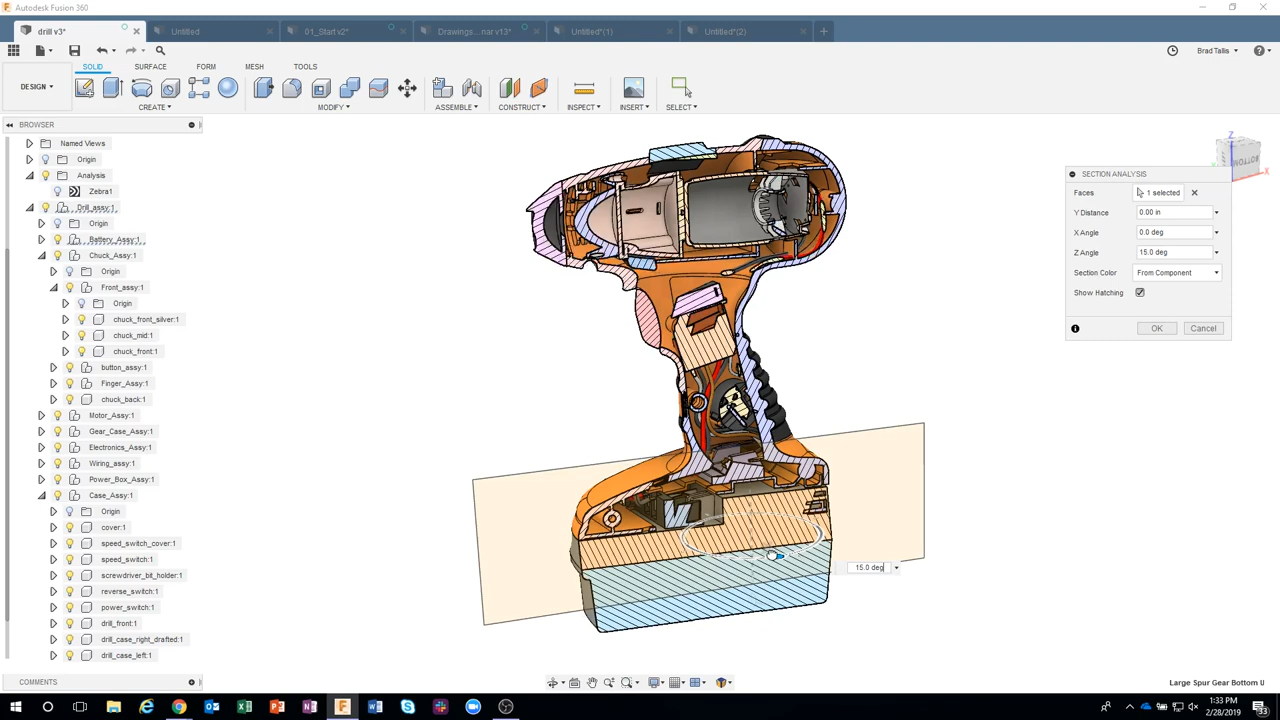 Autodesk Fusion 360
drill v3*
Untitled
01_Start v2*
Drawings...nar v13*
Untitled*(1)
Untitled*(2)
Brad Tallis
SOLID
SURFACE
FORM
MESH
TOOLS
DESIGN
CREATE
MODIFY
ASSEMBLE
CONSTRUCT
INSPECT
INSERT
SELECT
BROWSER
Named Views
Origin
Analysis
Zebra1
Drill_assy:1
Origin
Battery_Assy:1
Chuck_Assy:1
Origin
Front_assy:1
Origin
chuck_front_silver:1
chuck_mid:1
chuck_front:1
button_assy:1
Finger_Assy:1
chuck_back:1
Motor_Assy:1
Gear_Case_Assy:1
Electronics_Assy:1
Wiring_assy:1
Power_Box_Assy:1
Case_Assy:1
Origin
cover:1
speed_switch_cover:1
speed_switch:1
screwdriver_bit_holder:1
reverse_switch:1
power_switch:1
drill_front:1
drill_case_right_drafted:1
drill_case_left:1
Z
BOTTOM
X
SECTION ANALYSIS
Faces 1 selected
Y Distance 0.00 in
X Angle 0.0 deg
Z Angle 15.0 deg
Section Color From Component
Show Hatching
OK Cancel
15.0 deg
COMMENTS
Large Spur Gear Bottom U
1:33 PM
2/28/2019
33